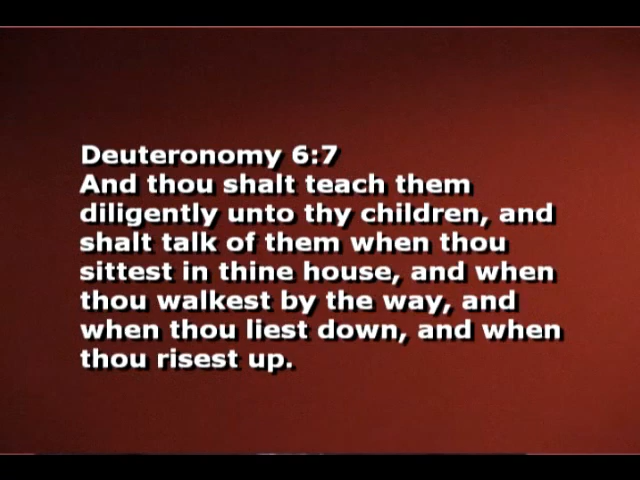 Deuteronomy 6:7
And thou shalt teach them
diligently unto thy children, and
shalt talk of them when thou
sittest in thine house, and when
thou walkest by the way, and
when thou liest down, and when
thou risest up.